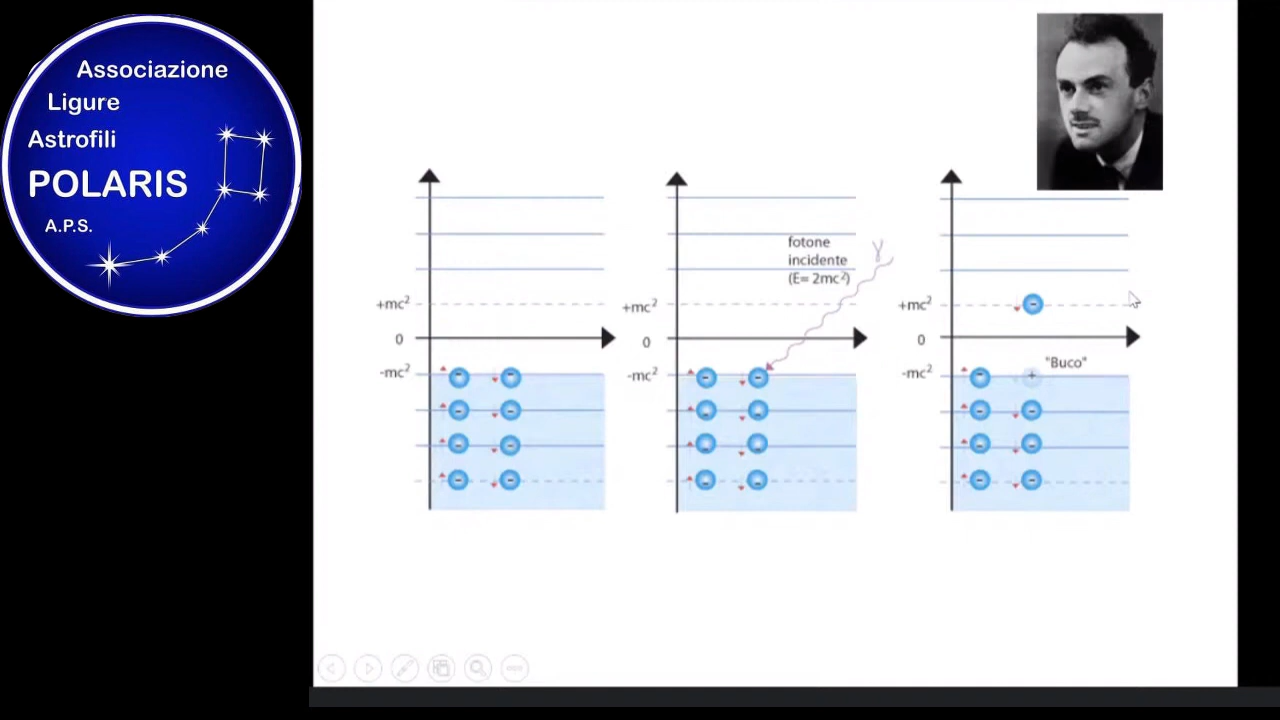 Associazione
Ligure
Astrofili
POLARIS
A.P.S.
+mc²
0
-mc²
fotone
incidente
(E= 2mc²)
γ
+mc²
0
-mc²
+mc²
0
-mc²
"Buco"
+